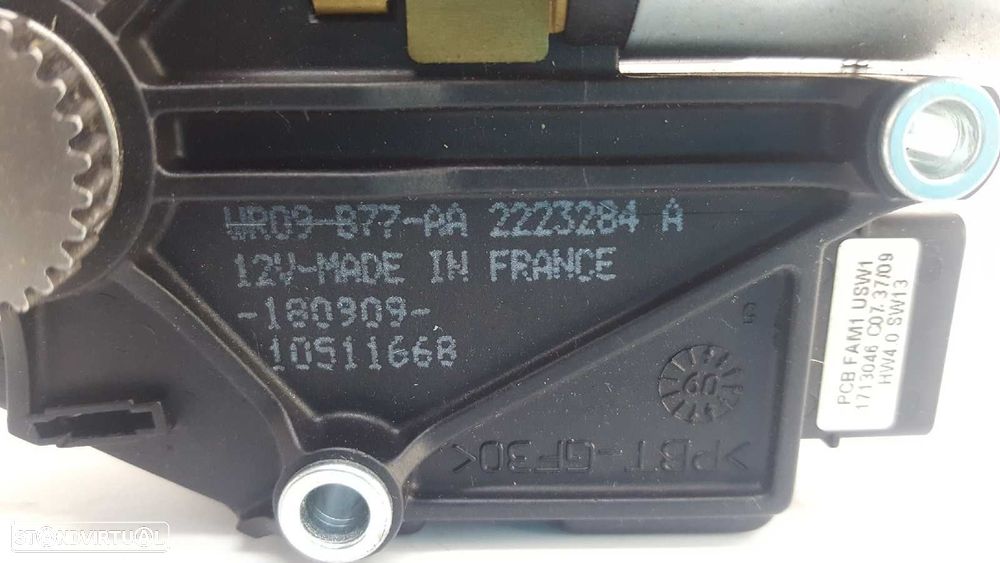 WR09-877-AA 2223284 A
12V-MADE IN FRANCE
-180909-
10511668
PCB FAM1 USW1
1713046 C07.37/09
HW4.0 SW13
09
>PBT-GF30<
STANDVIRTUAL